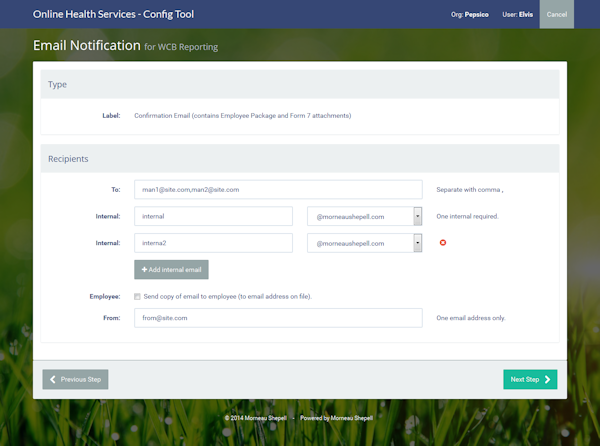 Online Health Services - Config Tool Org: Pepsico User: Elvis Cancel
Email Notification for WCB Reporting
Type
Label: Confirmation Email (contains Employee Package and Form 7 attachments)
Recipients
To: man1@site.com,man2@site.com Separate with comma ,
Internal: internal @morneaushepell.com One internal required.
Internal: interna2 @morneaushepell.com
+ Add internal email
Employee: Send copy of email to employee (to email address on file).
From: from@site.com One email address only.
Previous Step Next Step
© 2014 Morneau Shepell - Powered by Morneau Shepell